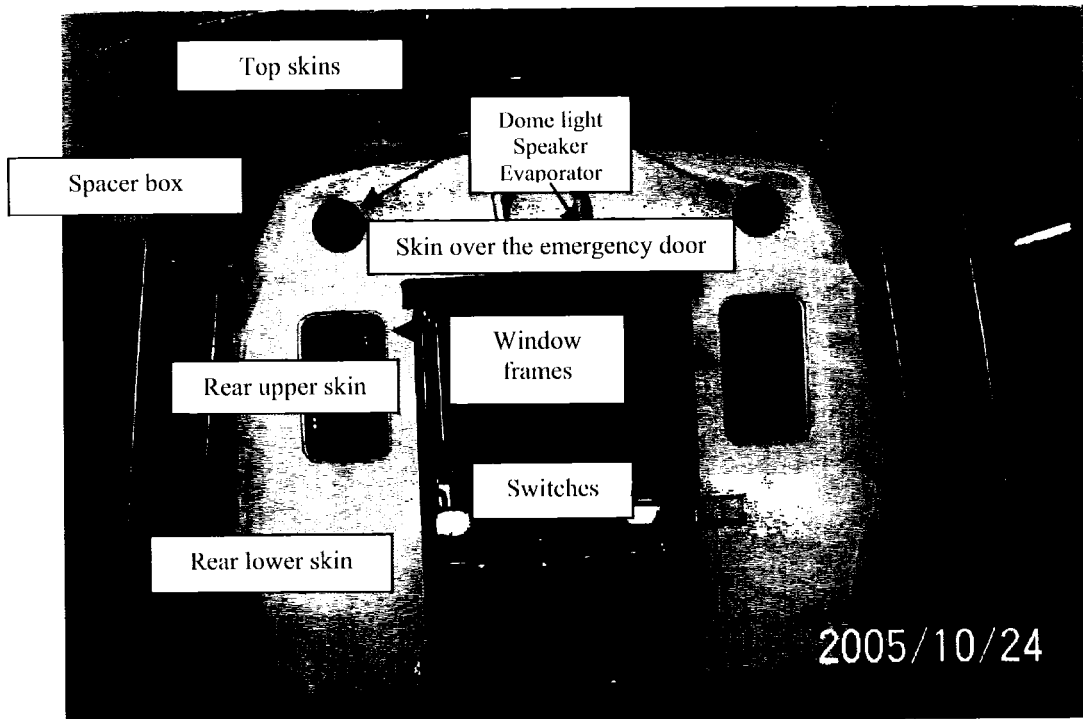 Top skins
Dome light
Speaker
Evaporator
Spacer box
Skin over the emergency door
Window
frames
Rear upper skin
Switches
Rear lower skin
2005/10/24